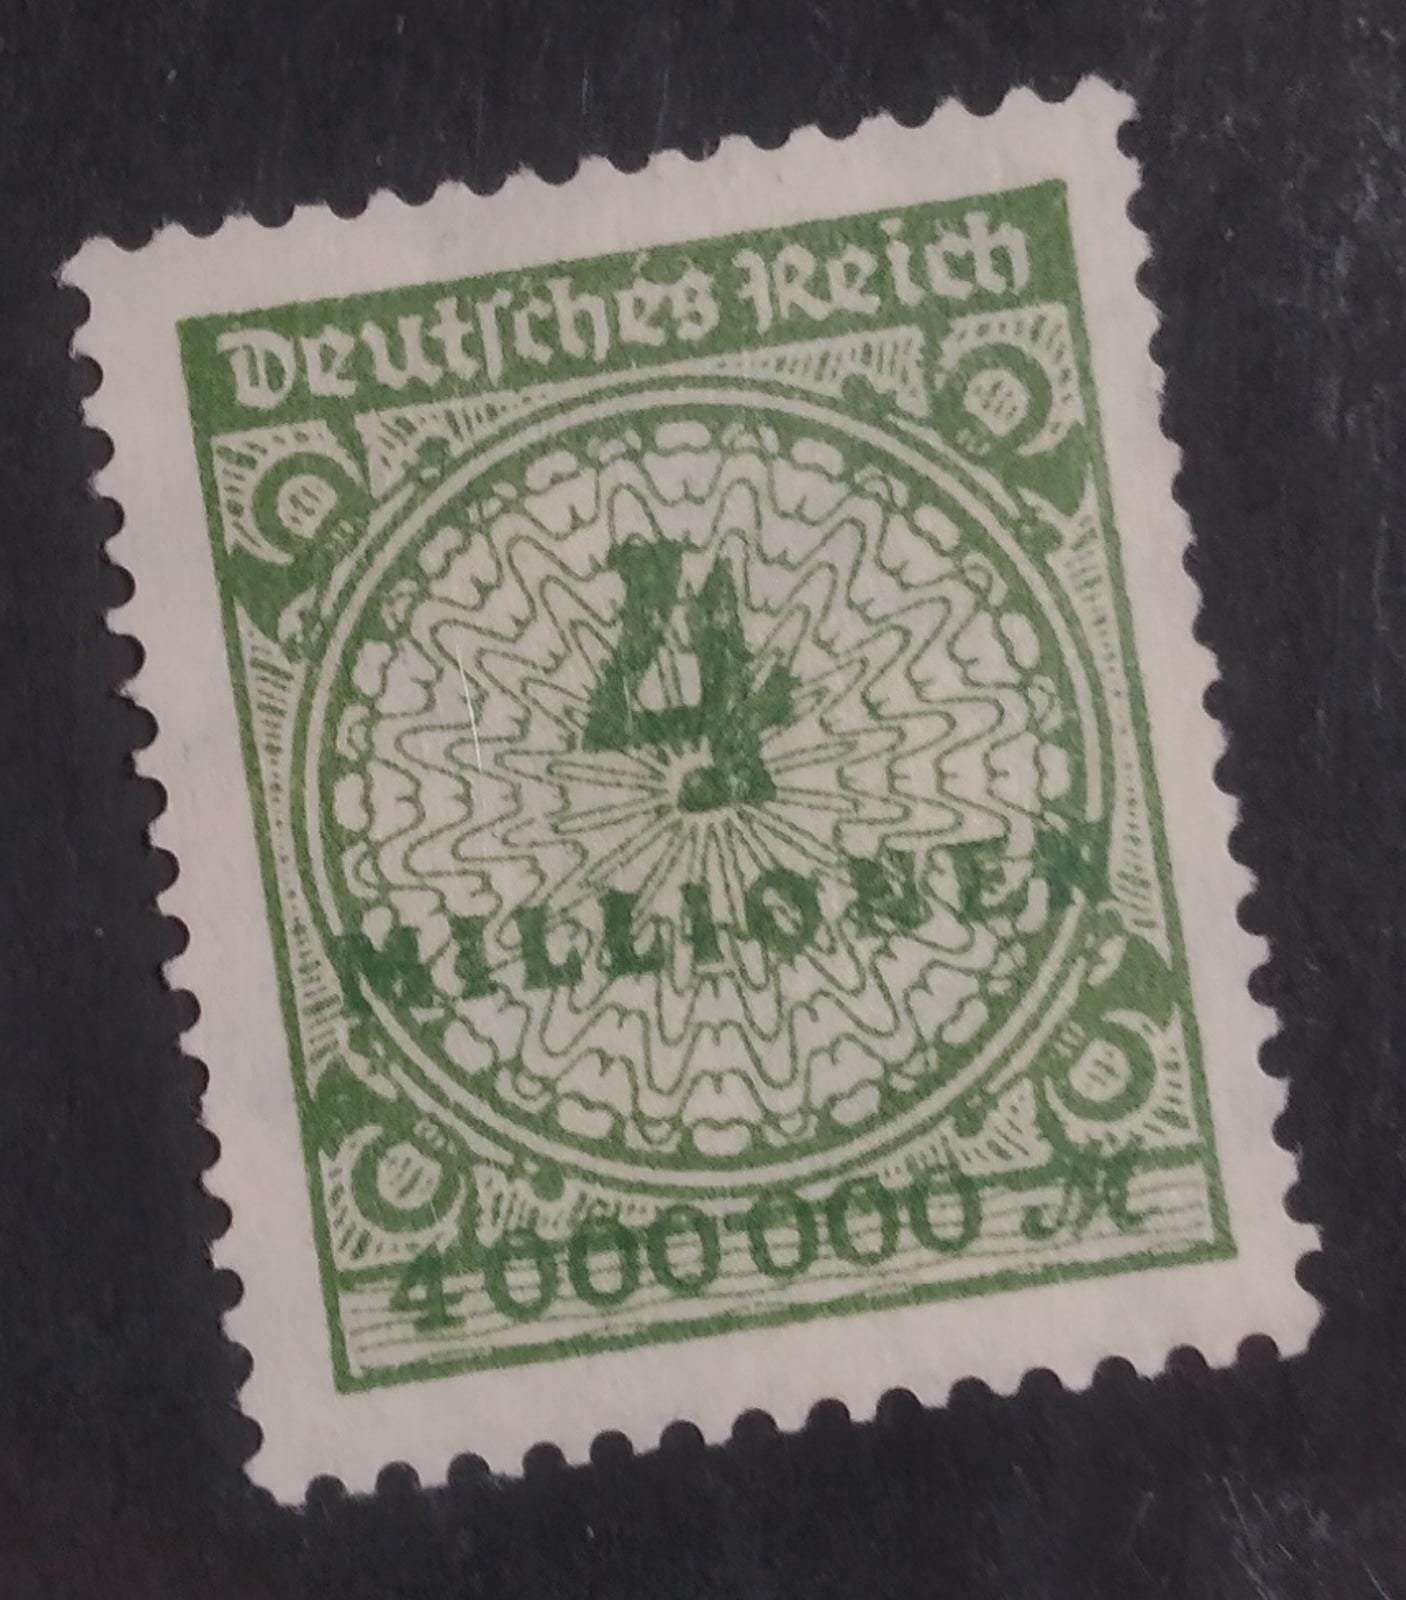 Deutſches Reich
4
MILLIONEN
4000000 ℳ